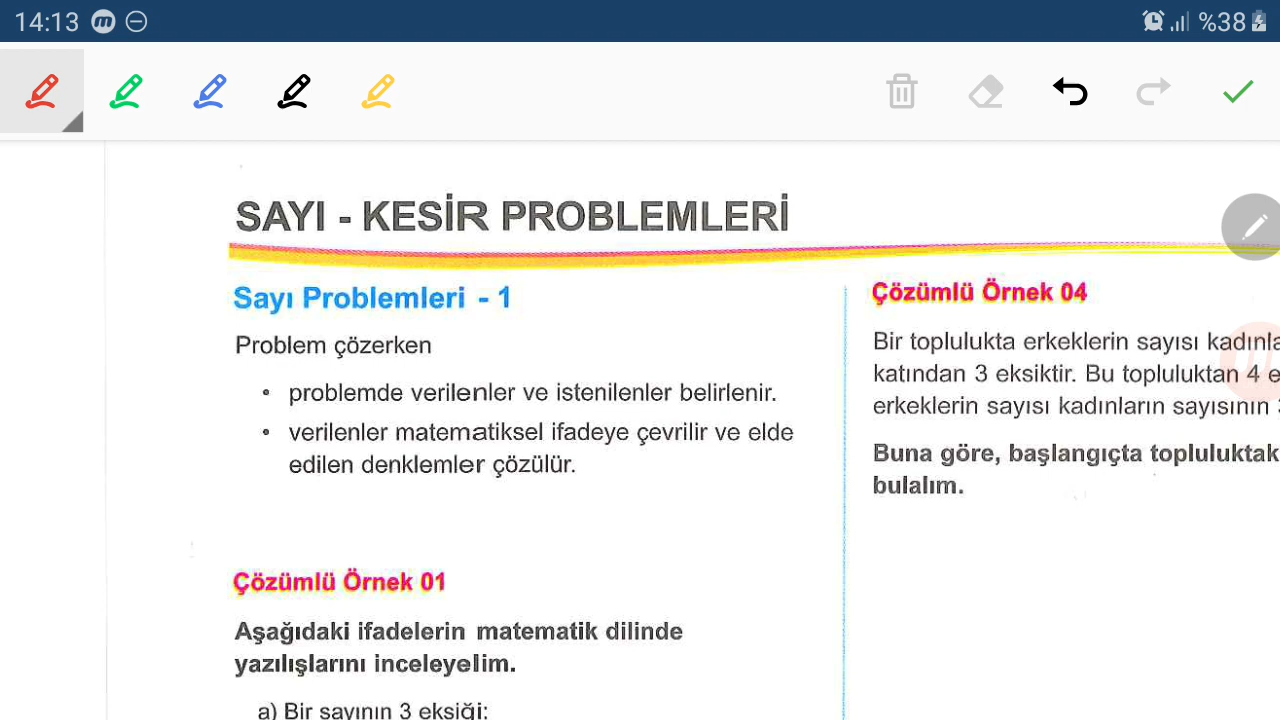 14:13
%38
SAYI - KESİR PROBLEMLERİ
Sayı Problemleri - 1
Problem çözerken
• problemde verilenler ve istenilenler belirlenir.
• verilenler matematiksel ifadeye çevrilir ve elde
edilen denklemler çözülür.
Çözümlü Örnek 01
Aşağıdaki ifadelerin matematik dilinde
yazılışlarını inceleyelim.
a) Bir sayının 3 eksiği:
Çözümlü Örnek 04
Bir toplulukta erkeklerin sayısı
katından 3 eksiktir. Bu topluluktan 4
erkeklerin sayısı kadınların sayısının
Buna göre, başlangıçta
bulalım.